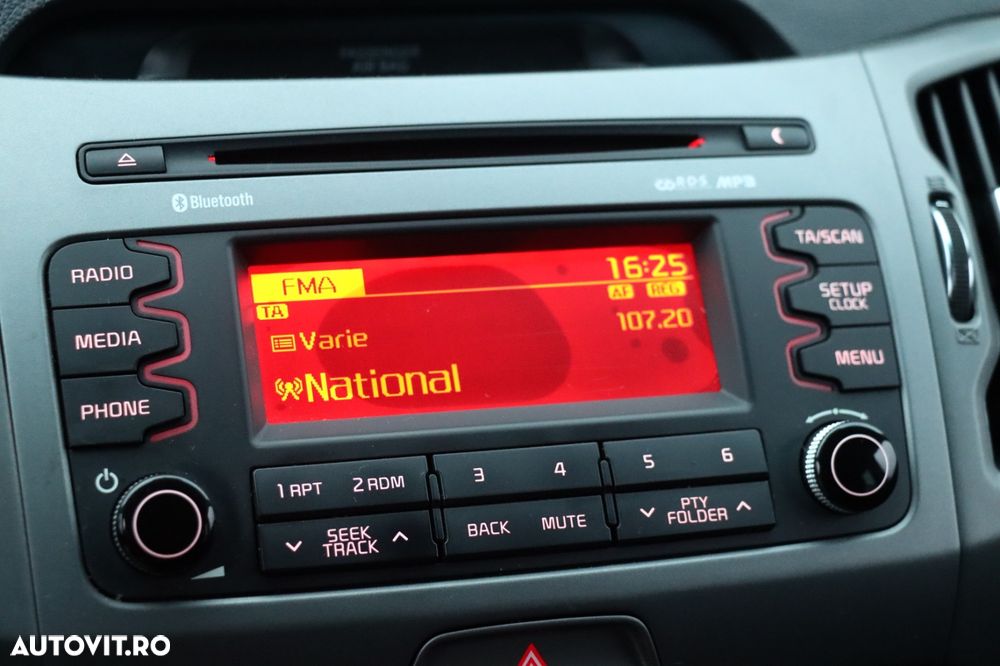 PASSENGER
AIR BAG
Bluetooth
RDS MP3
RADIO
MEDIA
PHONE
FMA
16:25
TA
AF REG
Varie
107.20
National
TA/SCAN
SETUP
CLOCK
MENU
1 RPT 2 RDM 3 4 5 6
SEEK
TRACK
BACK MUTE
PTY
FOLDER
AUTOVIT.RO